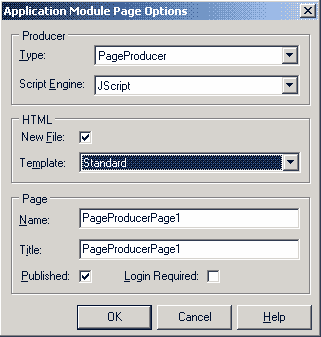 Application Module Page Options
Producer
Type: PageProducer
Script Engine: JScript
HTML
New File:
Template: Standard
Page
Name: PageProducerPage1
Title: PageProducerPage1
Published: Login Required:
OK Cancel Help